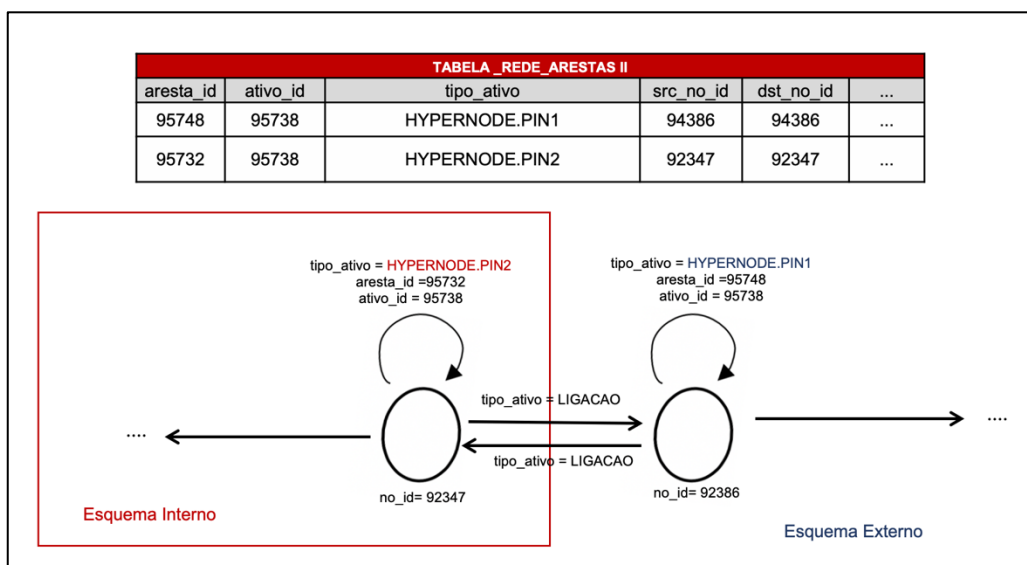 TABELA _REDE_ARESTAS II
aresta_id ativo_id tipo_ativo src_no_id dst_no_id ...
95748 95738 HYPERNODE.PIN1 94386 94386 ...
95732 95738 HYPERNODE.PIN2 92347 92347 ...
tipo_ativo = HYPERNODE.PIN2
aresta_id =95732
ativo_id = 95738
tipo_ativo = HYPERNODE.PIN1
aresta_id =95748
ativo_id = 95738
tipo_ativo = LIGACAO
....
....
tipo_ativo = LIGACAO
no_id= 92347
no_id= 92386
Esquema Interno
Esquema Externo